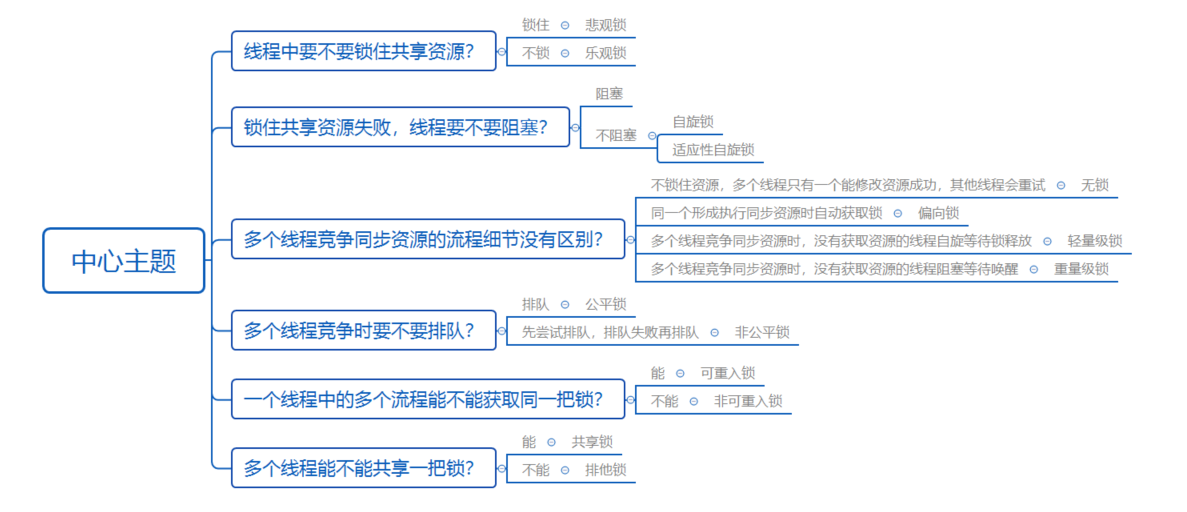 中心主题
线程中要不要锁住共享资源？
锁住 悲观锁
不锁 乐观锁
锁住共享资源失败，线程要不要阻塞？
阻塞
不阻塞
自旋锁
适应性自旋锁
多个线程竞争同步资源的流程细节没有区别？
不锁住资源，多个线程只有一个能修改资源成功，其他线程会重试 无锁
同一个形成执行同步资源时自动获取锁 偏向锁
多个线程竞争同步资源时，没有获取资源的线程自旋等待锁释放 轻量级锁
多个线程竞争同步资源时，没有获取资源的线程阻塞等待唤醒 重量级锁
多个线程竞争时要不要排队？
排队 公平锁
先尝试排队，排队失败再排队 非公平锁
一个线程中的多个流程能不能获取同一把锁？
能 可重入锁
不能 非可重入锁
多个线程能不能共享一把锁？
能 共享锁
不能 排他锁